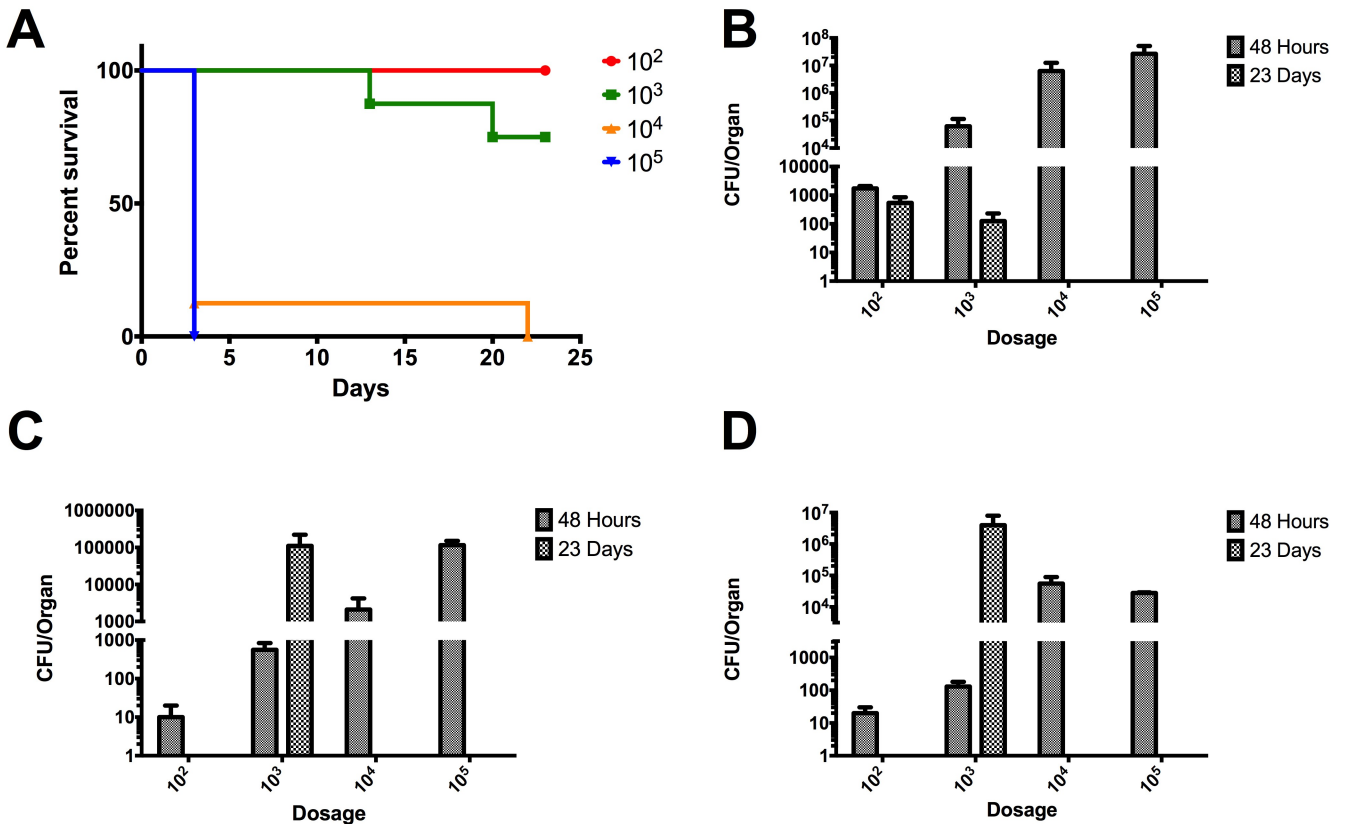 A
Percent survival
100
50
0
0 5 10 15 20 25
Days
10²
10³
10⁴
10⁵
B
CFU/Organ
10⁸
10⁷
10⁶
10⁵
10⁴
10000
1000
100
10
1
10² 10³ 10⁴ 10⁵
Dosage
48 Hours
23 Days
C
CFU/Organ
1000000
100000
10000
1000
1000
100
10
1
10² 10³ 10⁴ 10⁵
Dosage
48 Hours
23 Days
D
CFU/Organ
10⁷
10⁶
10⁵
10⁴
1000
100
10
1
10² 10³ 10⁴ 10⁵
Dosage
48 Hours
23 Days